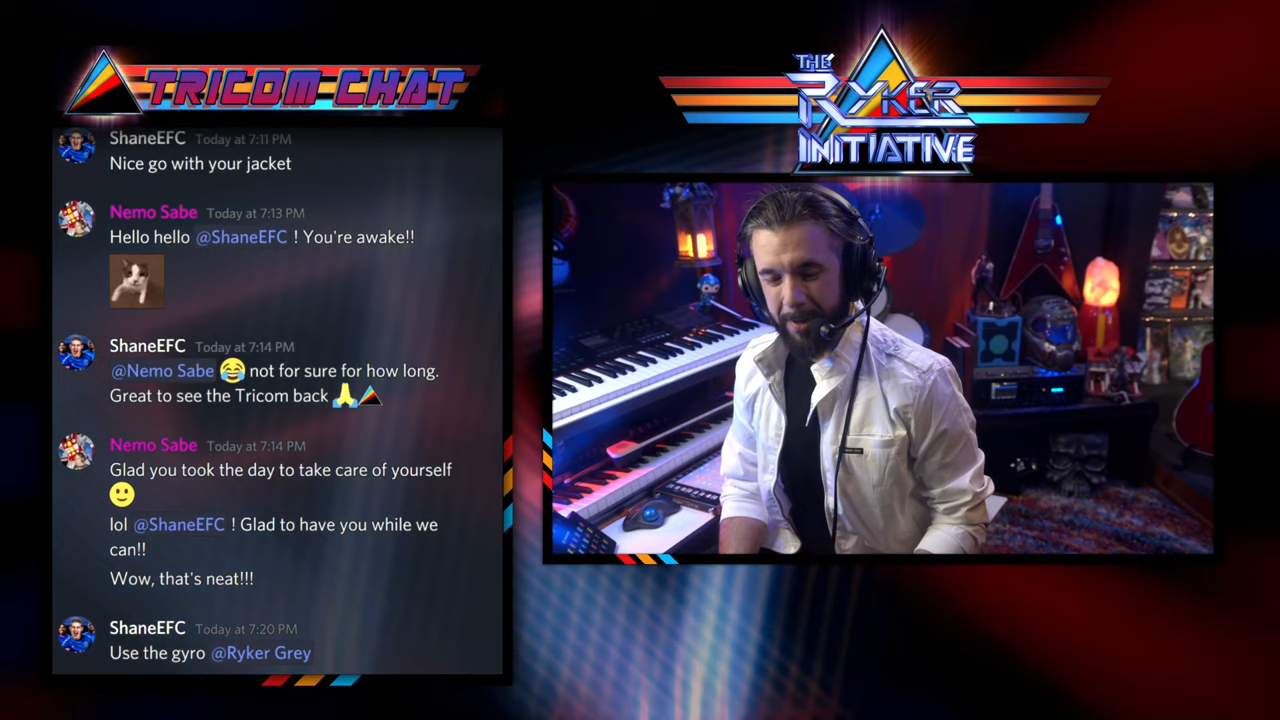 TRICOM CHAT
ShaneEFC Today at 7:11 PM
Nice go with your jacket
Nemo Sabe Today at 7:13 PM
Hello hello @ShaneEFC ! You're awake!!
ShaneEFC Today at 7:14 PM
@Nemo Sabe 😂 not for sure for how long.
Great to see the Tricom back 🙏
Nemo Sabe Today at 7:14 PM
Glad you took the day to take care of yourself
🙂
lol @ShaneEFC ! Glad to have you while we
can!!
Wow, that's neat!!!
ShaneEFC Today at 7:20 PM
Use the gyro @Ryker Grey
THE
RYKER
INITIATIVE